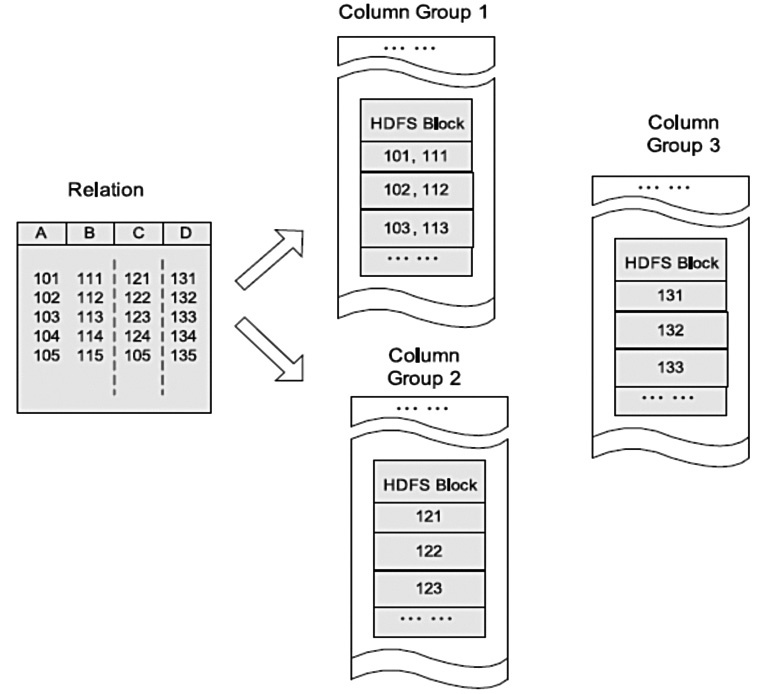 Column Group 1
... ...
HDFS Block
101, 111
102, 112
103, 113
... ...
Relation
A B C D
101 111 121 131
102 112 122 132
103 113 123 133
104 114 124 134
105 115 105 135
Column
Group 2
... ...
HDFS Block
121
122
123
... ...
Column
Group 3
... ...
HDFS Block
131
132
133
... ...